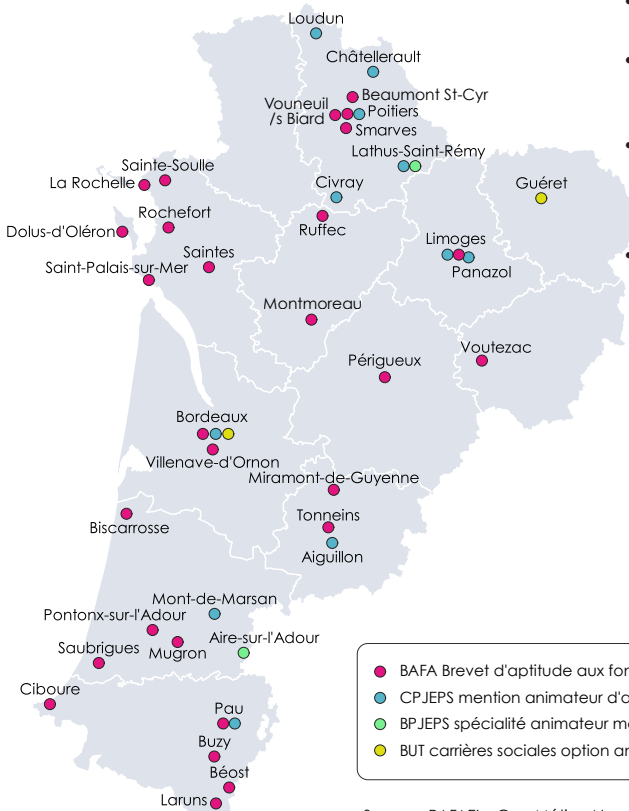 Loudun
Châtellerault
Beaumont St-Cyr
Vouneuil
/s Biard
Poitiers
Smarves
Lathus-Saint-Rémy
Sainte-Soulle
La Rochelle
Civray
Guéret
Rochefort
Dolus-d'Oléron
Ruffec
Limoges
Saintes
Saint-Palais-sur-Mer
Panazol
Montmoreau
Périgueux
Voutezac
Bordeaux
Villenave-d'Ornon
Miramont-de-Guyenne
Tonneins
Biscarrosse
Aiguillon
Mont-de-Marsan
Pontonx-sur-l'Adour
Aire-sur-l'Adour
Saubrigues
Mugron
Ciboure
Pau
Buzy
Béost
Laruns
BAFA Brevet d'aptitude aux
CPJEPS mention animateur
BPJEPS spécialité animateur
BUT carrières sociales option